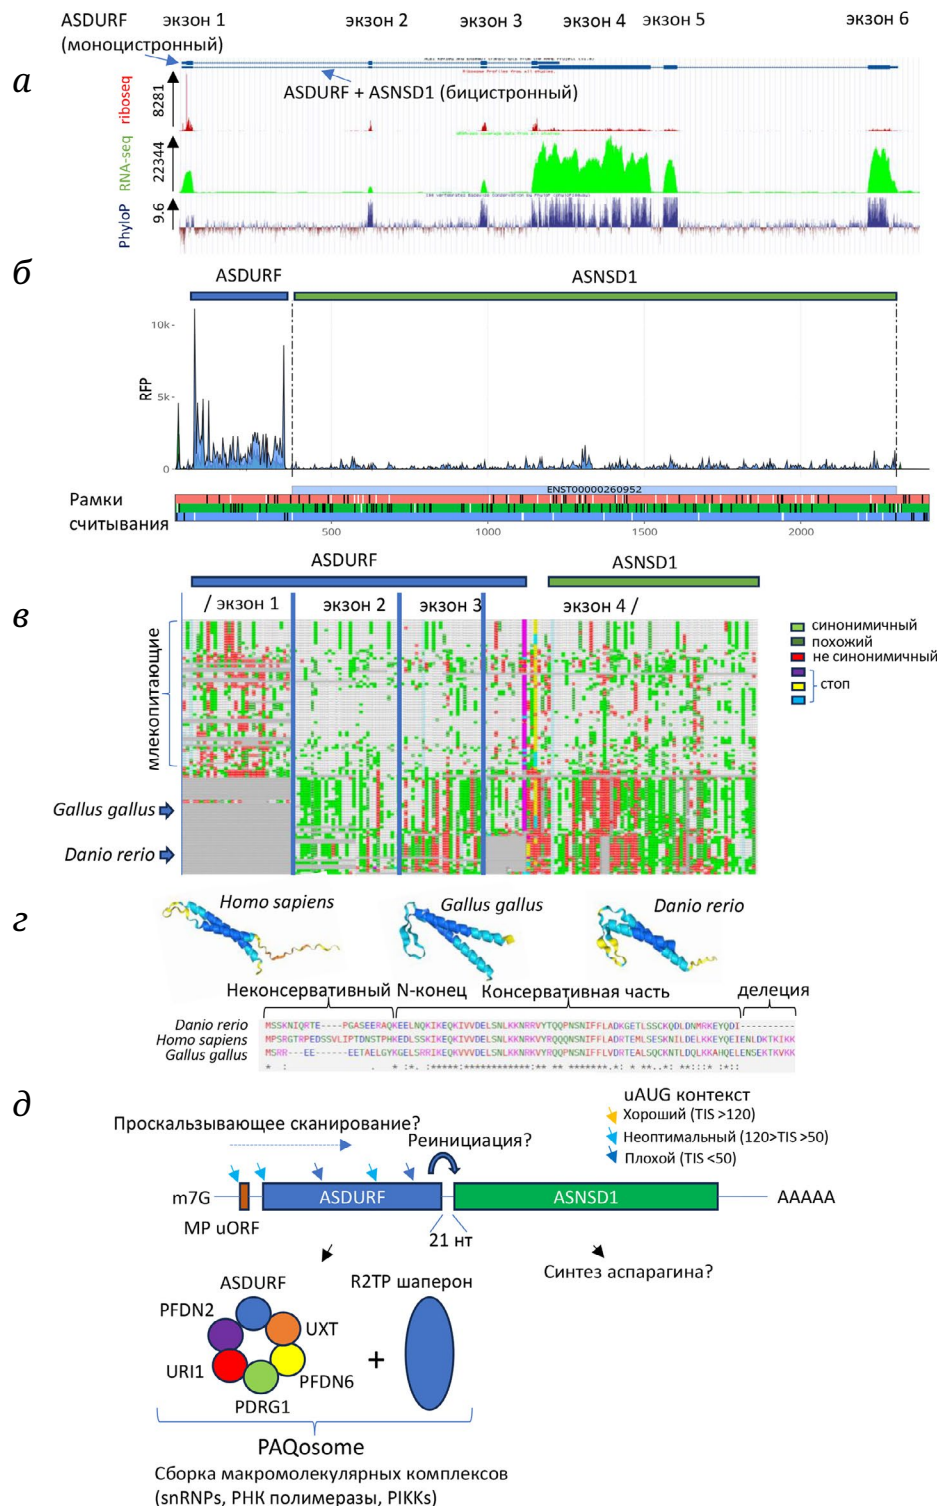 ASDURF
(моноцистронный)
экзон 1
экзон 2
экзон 3
экзон 4
экзон 5
экзон 6
а
ASDURF + ASNSD1 (бицистронный)
riboseq
8281
RNA-seq
22344
PhyloP
9.6
б
ASDURF
ASNSD1
10k
5k
0
RFP
ENST00000260952
Рамки
считывания
500
1000
1500
2000
ASDURF
ASNSD1
в
/ экзон 1
экзон 2
экзон 3
экзон 4 /
синонимичный
похожий
не синонимичный
стоп
млекопитающие
Gallus gallus
Danio rerio
г
Homo sapiens
Gallus gallus
Danio rerio
Неконсервативный N-конец
Консервативная часть
делеция
Danio rerio MSSKNIQRTE----PGASEERAQKEELNQKIKEQKIVVDELSNLKKNRRVYTQQPNSNIFFLADKGETLSSCKQDLDNMRKEYQDI----------
Homo sapiens MPSRGTRPEDSSVLIPTDNSTPHKEDLSSKIKEQKIVVDELSNLKKNRKVYRQQQNSNIFFLADRTEMLSESKNILDELKKEYQEIENLDKTKIKK
Gallus gallus MSRR---EE------EETAELGYKGELSRRIKEQKIVVDELSNLKKNRKVYRQQPNSNIFFLVDRTEALSQCKNTLDQLKKAHQELENSEKTKVKK
д
uAUG контекст
Хороший (TIS >120)
Неоптимальный (120>TIS >50)
Плохой (TIS <50)
Проскальзывающее сканирование?
Реинициация?
m7G
ASDURF
ASNSD1
AAAAA
MP uORF
21 нт
Синтез аспарагина?
ASDURF
R2TP шаперон
PFDN2
UXT
URI1
PFDN6
PDRG1
+
PAQosome
Сборка макромолекулярных комплексов
(snRNPs, РНК полимеразы, PIKKs)